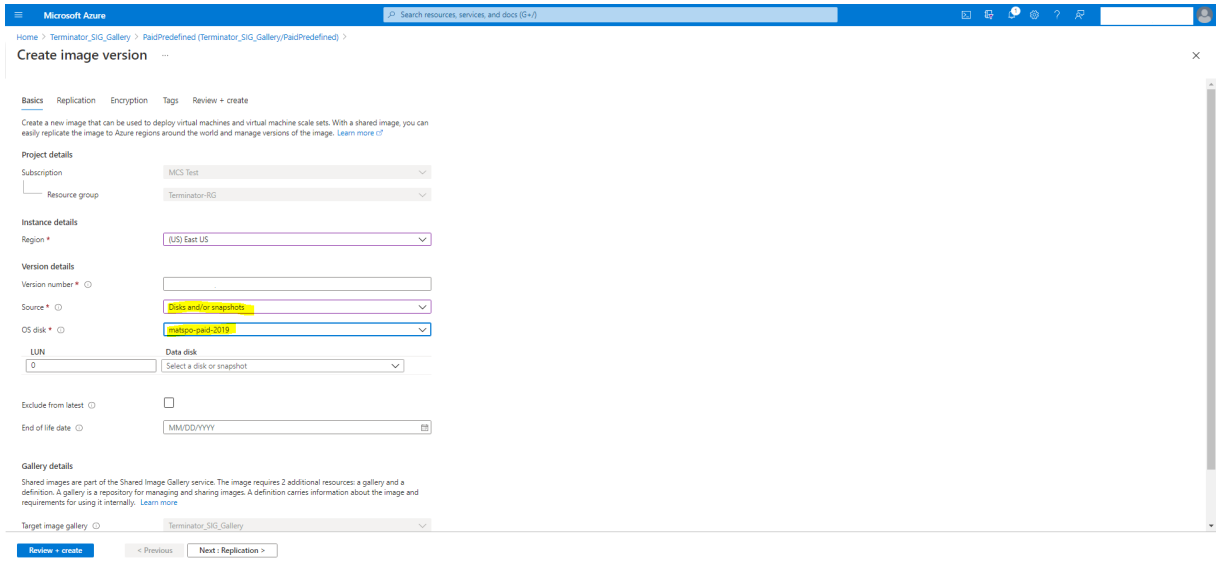 Microsoft Azure
Search resources, services, and docs (G+/)
1
Home > Terminator_SIG_Gallery > PaidPredefined (Terminator_SIG_Gallery/PaidPredefined) >
Create image version ...
Basics Replication Encryption Tags Review + create
Create a new image that can be used to deploy virtual machines and virtual machine scale sets. With a shared image, you can
easily replicate the image to Azure regions around the world and manage versions of the image. Learn more
Project details
Subscription MCS Test
Resource group Terminator-RG
Instance details
Region * (US) East US
Version details
Version number *
Source * Disks and/or snapshots
OS disk * matspo-paid-2019
LUN Data disk
0 Select a disk or snapshot
Exclude from latest
End of life date MM/DD/YYYY
Gallery details
Shared images are part of the Shared Image Gallery service. The image requires 2 additional resources: a gallery and a
definition. A gallery is a repository for managing and sharing images. A definition carries information about the image and
requirements for using it internally. Learn more
Target image gallery Terminator_SIG_Gallery
Review + create < Previous Next : Replication >